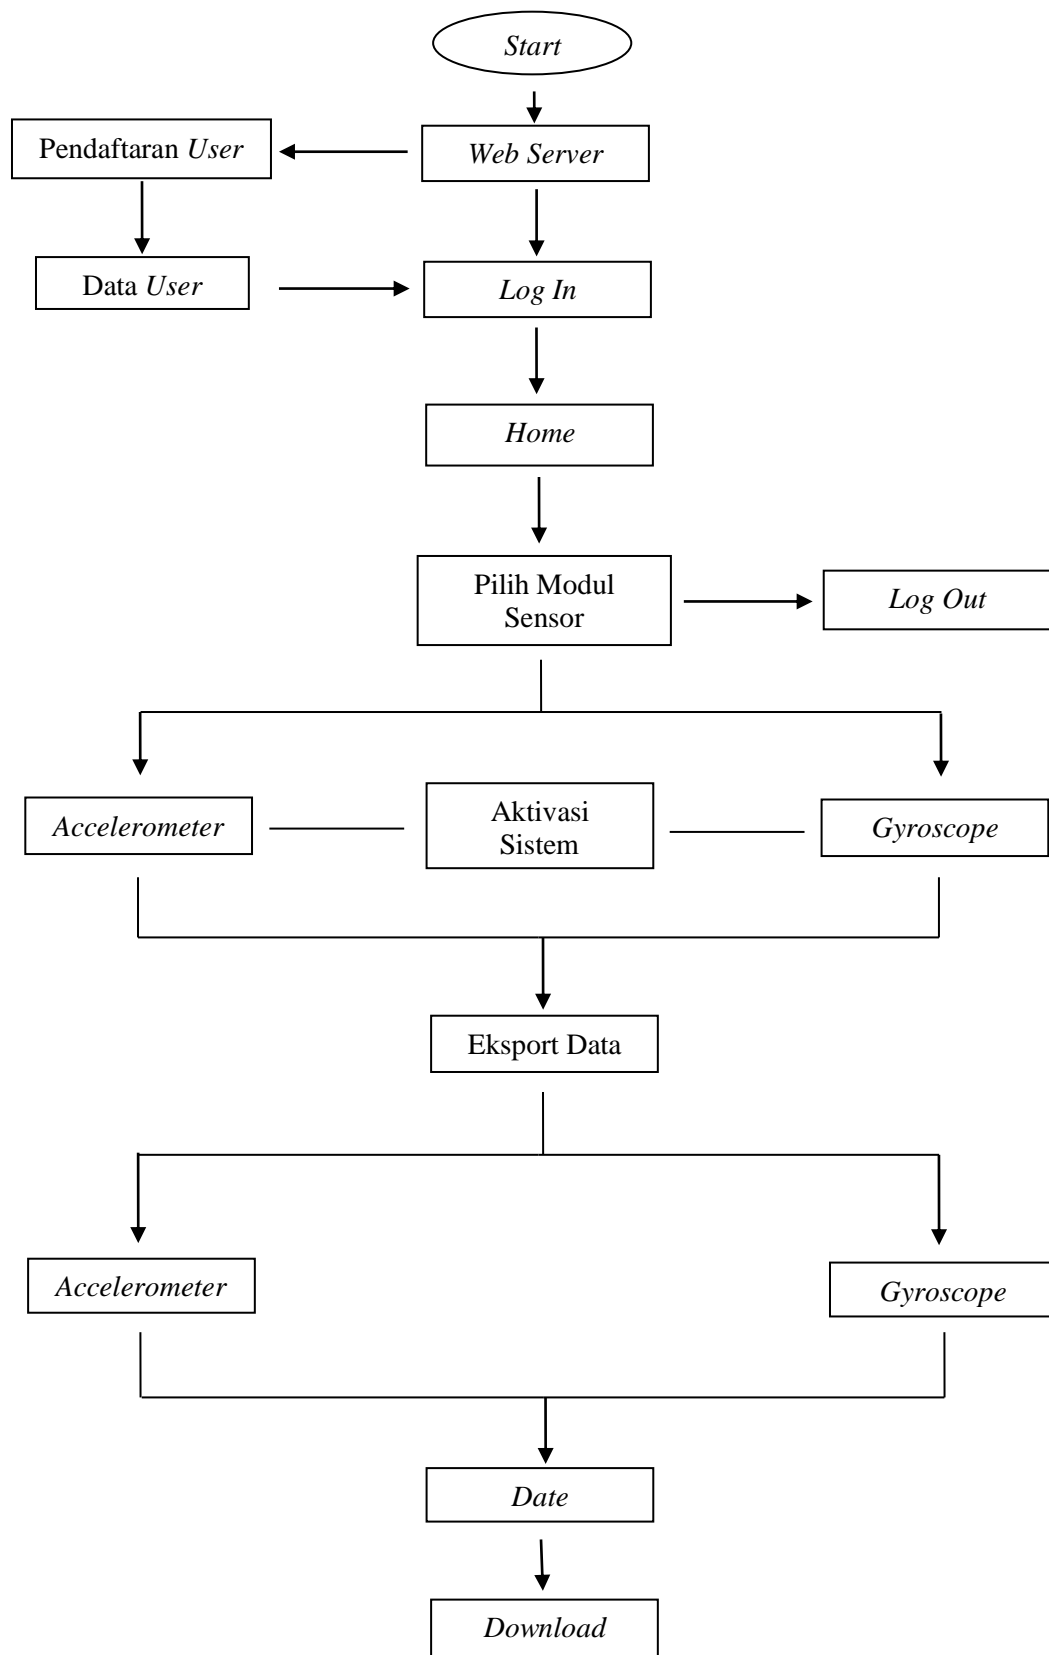 Start
Pendaftaran User
Web Server
Data User
Log In
Home
Pilih Modul
Sensor
Log Out
Accelerometer
Aktivasi
Sistem
Gyroscope
Eksport Data
Accelerometer
Gyroscope
Date
Download